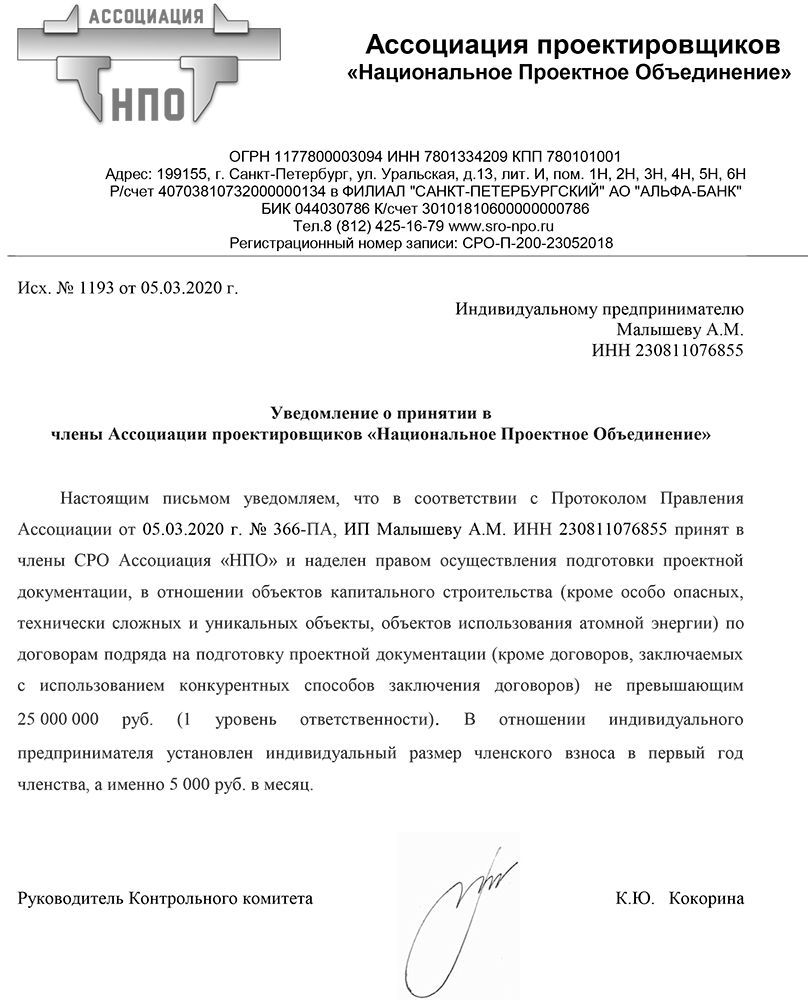 АССОЦИАЦИЯ
НПО
Ассоциация проектировщиков
«Национальное Проектное Объединение»
ОГРН 1177800003094 ИНН 7801334209 КПП 780101001
Адрес: 199155, г. Санкт-Петербург, ул. Уральская, д.13, лит. И, пом. 1Н, 2Н, 3Н, 4Н, 5Н, 6Н
Р/счет 40703810732000000134 в ФИЛИАЛ "САНКТ-ПЕТЕРБУРГСКИЙ" АО "АЛЬФА-БАНК"
БИК 044030786 К/счет 30101810600000000786
Тел.8 (812) 425-16-79 www.sro-npo.ru
Регистрационный номер записи: СРО-П-200-23052018
Исх. № 1193 от 05.03.2020 г.
Индивидуальному предпринимателю
Малышеву А.М.
ИНН 230811076855
Уведомление о принятии в
члены Ассоциации проектировщиков «Национальное Проектное Объединение»
Настоящим письмом уведомляем, что в соответствии с Протоколом Правления
Ассоциации от 05.03.2020 г. № 366-ПА, ИП Малышеву А.М. ИНН 230811076855 принят в
члены СРО Ассоциация «НПО» и наделен правом осуществления подготовки проектной
документации, в отношении объектов капитального строительства (кроме особо опасных,
технически сложных и уникальных объекты, объектов использования атомной энергии) по
договорам подряда на подготовку проектной документации (кроме договоров, заключаемых
с использованием конкурентных способов заключения договоров) не превышающим
25 000 000 руб. (1 уровень ответственности). В отношении индивидуального
предпринимателя установлен индивидуальный размер членского взноса в первый год
членства, а именно 5 000 руб. в месяц.
Руководитель Контрольного комитета К.Ю. Кокорина